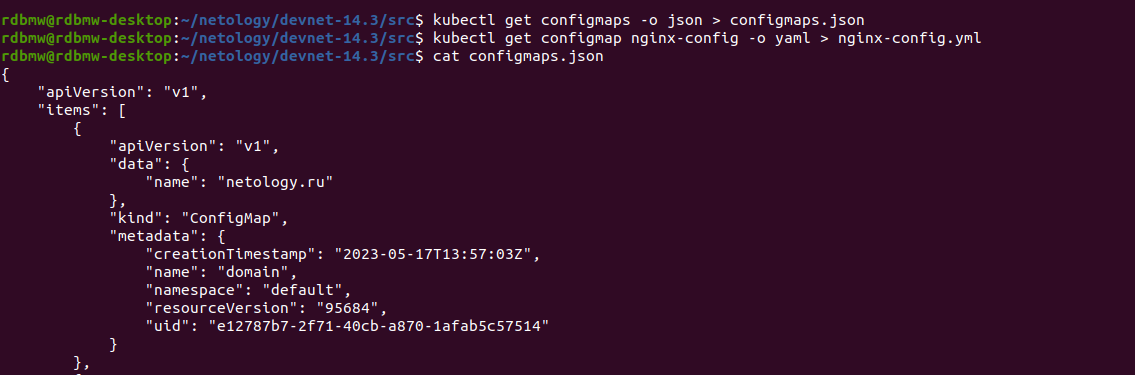 rdbmw@rdbmw-desktop:~/netology/devnet-14.3/src$ kubectl get configmaps -o json > configmaps.json
rdbmw@rdbmw-desktop:~/netology/devnet-14.3/src$ kubectl get configmap nginx-config -o yaml > nginx-config.yml
rdbmw@rdbmw-desktop:~/netology/devnet-14.3/src$ cat configmaps.json
{
    "apiVersion": "v1",
    "items": [
        {
            "apiVersion": "v1",
            "data": {
                "name": "netology.ru"
            },
            "kind": "ConfigMap",
            "metadata": {
                "creationTimestamp": "2023-05-17T13:57:03Z",
                "name": "domain",
                "namespace": "default",
                "resourceVersion": "95684",
                "uid": "e12787b7-2f71-40cb-a870-1afab5c57514"
            }
        },